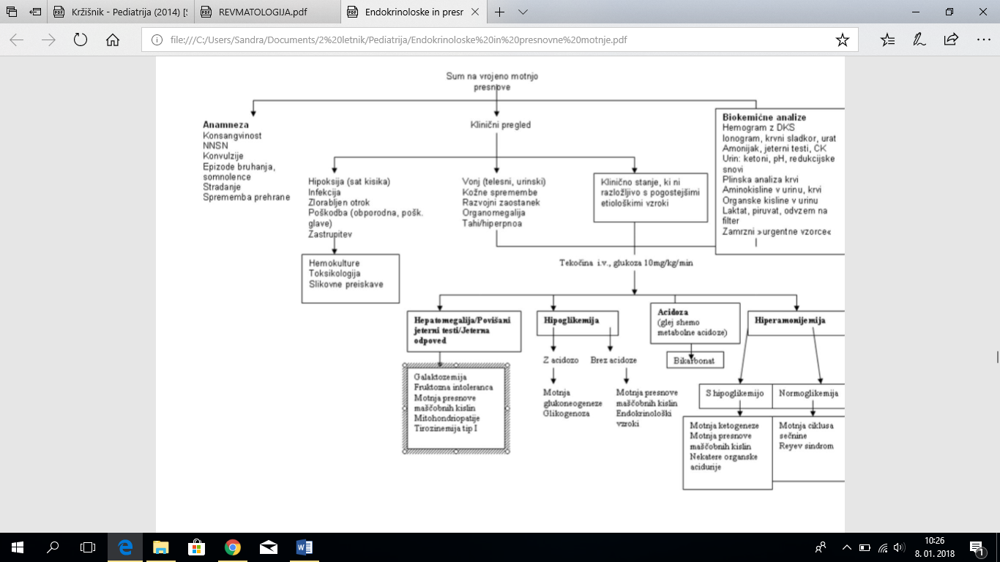 Kržišnik - Pediatrija (2014) [S
REVMATOLOGIJA.pdf
Endokrinoloske in presr
file:///C:/Users/Sandra/Documents/2%20letnik/Pediatrija/Endokrinoloske%20in%20presnovne%20motnje.pdf
Sum na vrojeno motnjo
presnove
Anamneza
Konsangvinost
NNSN
Konvulzije
Epizode bruhanja,
somnolence
Stradanje
Sprememba prehrane
Klinični pregled
Biokemične analize
Hemogram z DKS
Ionogram, krvni sladkor, urat
Amonijak, jeterni testi, CK
Urin: ketoni, pH, redukcijske
snovi
Plinska analiza krvi
Aminokisline v urinu, krvi
Organske kisline v urinu
Laktat, piruvat, odvzem na
filter
Zamrzni »urgentne vzorce«
Hipoksija (sat kisika)
Infekcija
Zlorabljen otrok
Poškodba (obporodna, pošk.
glave)
Zastrupitev
Vonj (telesni, urinski)
Kožne spremembe
Razvojni zaostanek
Organomegalija
Tahi/hiperpnoa
Klinično stanje, ki ni
razložljivo s pogostejšimi
etiološkimi vzroki
Hemokulture
Toksikologija
Slikovne preiskave
Tekočina i.v., glukoza 10mg/kg/min
Hepatomegalija/Povišani
jeterni testi/Jeterna
odpoved
Hipoglikemija
Acidoza
(glej shemo
metabolne acidoze)
Hiperamonijemija
Z acidozo
Brez acidoze
Bikarbonat
Galaktozemija
Fruktozna intoleranca
Motnja presnove
maščobnih kislin
Mitohondriopatije
Tirozinemija tip I
Motnja
glukoneogeneze
Glikogenoza
Motnja presnove
maščobnih kislin
Endokrinološki
vzroki
S hipoglikemijo
Normoglikemija
Motnja ketogeneze
Motnja presnove
maščobnih kislin
Nekatere organske
acidurije
Motnja ciklusa
sečnine
Reyev sindrom
10:26
8. 01. 2018
1